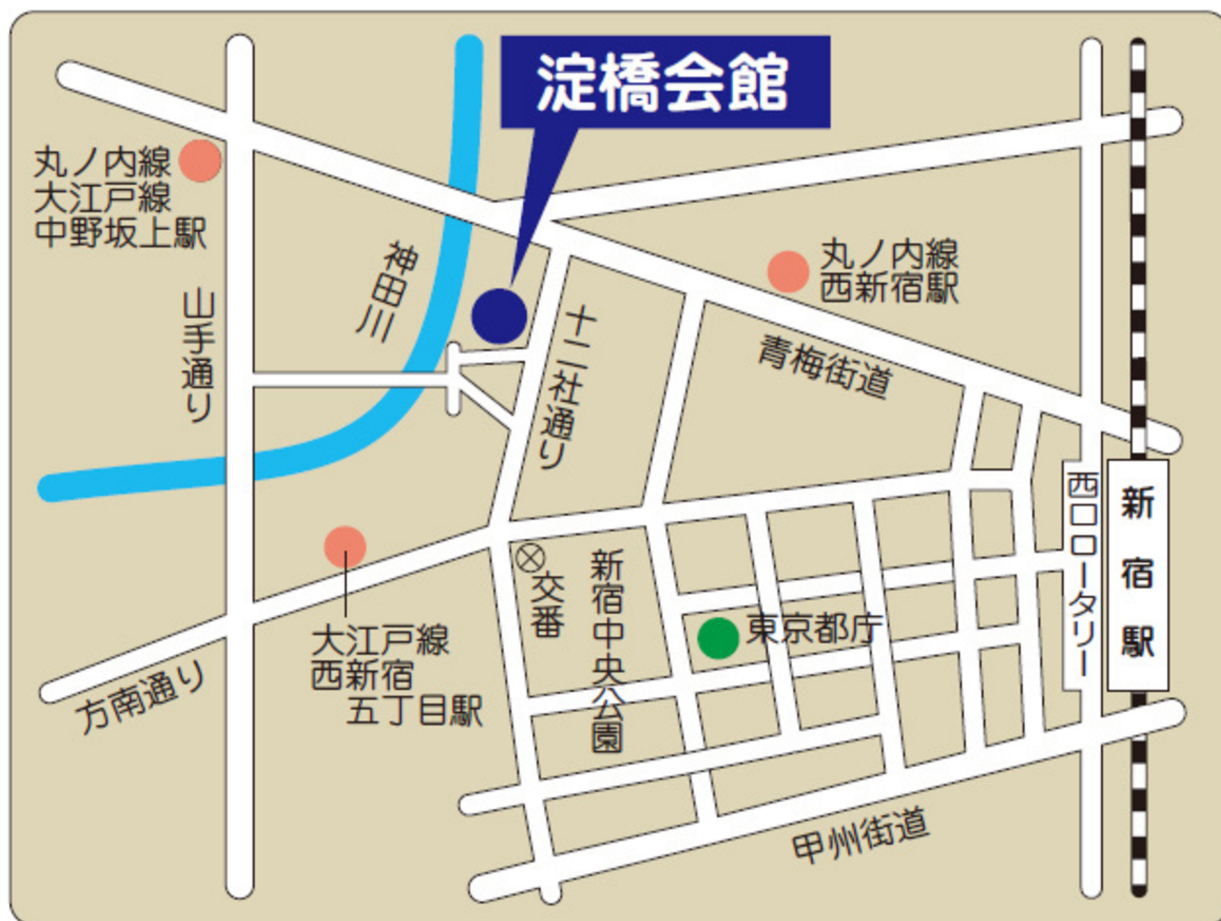 淀橋会館
丸ノ内線
大江戸線
中野坂上駅
神田川
山手通り
十二社通り
丸ノ内線
西新宿駅
青梅街道
西口ロータリー
新宿駅
交番
新宿中央公園
東京都庁
大江戸線
西新宿
五丁目駅
方南通り
甲州街道